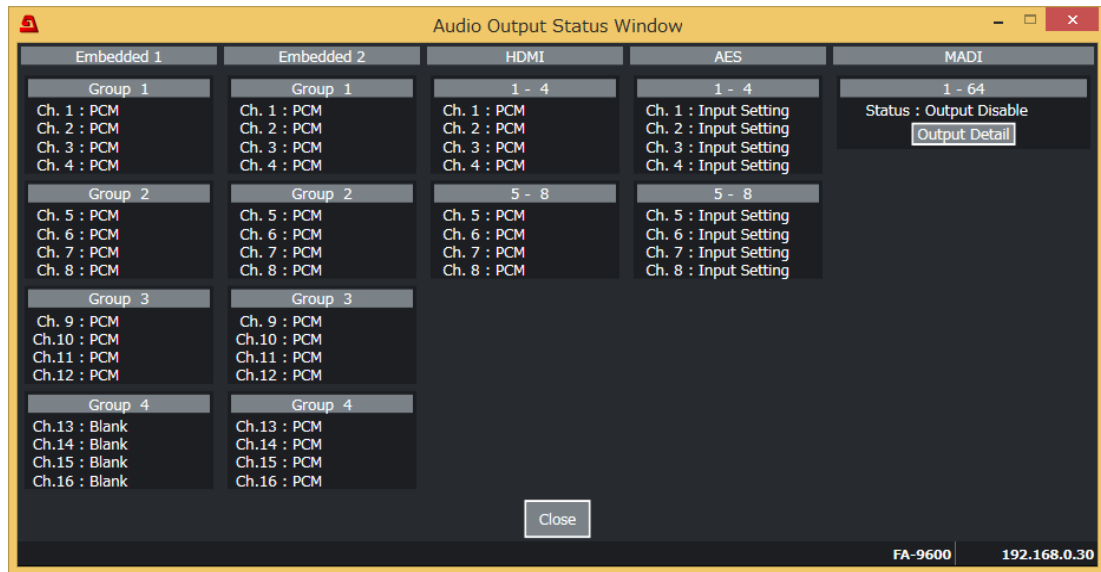 Audio Output Status Window
Embedded 1
Group 1
Ch. 1 : PCM
Ch. 2 : PCM
Ch. 3 : PCM
Ch. 4 : PCM
Group 2
Ch. 5 : PCM
Ch. 6 : PCM
Ch. 7 : PCM
Ch. 8 : PCM
Group 3
Ch. 9 : PCM
Ch.10 : PCM
Ch.11 : PCM
Ch.12 : PCM
Group 4
Ch.13 : Blank
Ch.14 : Blank
Ch.15 : Blank
Ch.16 : Blank
Embedded 2
Group 1
Ch. 1 : PCM
Ch. 2 : PCM
Ch. 3 : PCM
Ch. 4 : PCM
Group 2
Ch. 5 : PCM
Ch. 6 : PCM
Ch. 7 : PCM
Ch. 8 : PCM
Group 3
Ch. 9 : PCM
Ch.10 : PCM
Ch.11 : PCM
Ch.12 : PCM
Group 4
Ch.13 : PCM
Ch.14 : PCM
Ch.15 : PCM
Ch.16 : PCM
HDMI
1 - 4
Ch. 1 : PCM
Ch. 2 : PCM
Ch. 3 : PCM
Ch. 4 : PCM
5 - 8
Ch. 5 : PCM
Ch. 6 : PCM
Ch. 7 : PCM
Ch. 8 : PCM
AES
1 - 4
Ch. 1 : Input Setting
Ch. 2 : Input Setting
Ch. 3 : Input Setting
Ch. 4 : Input Setting
5 - 8
Ch. 5 : Input Setting
Ch. 6 : Input Setting
Ch. 7 : Input Setting
Ch. 8 : Input Setting
MADI
1 - 64
Status : Output Disable
Output Detail
Close
FA-9600
192.168.0.30